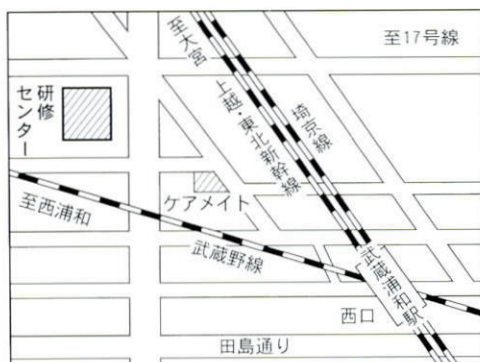 至大宮
至17号線
研修
センター
上越・東北新幹線
埼京線
ケアメイト
至西浦和
武蔵野線
武蔵浦和駅
西口
田島通り